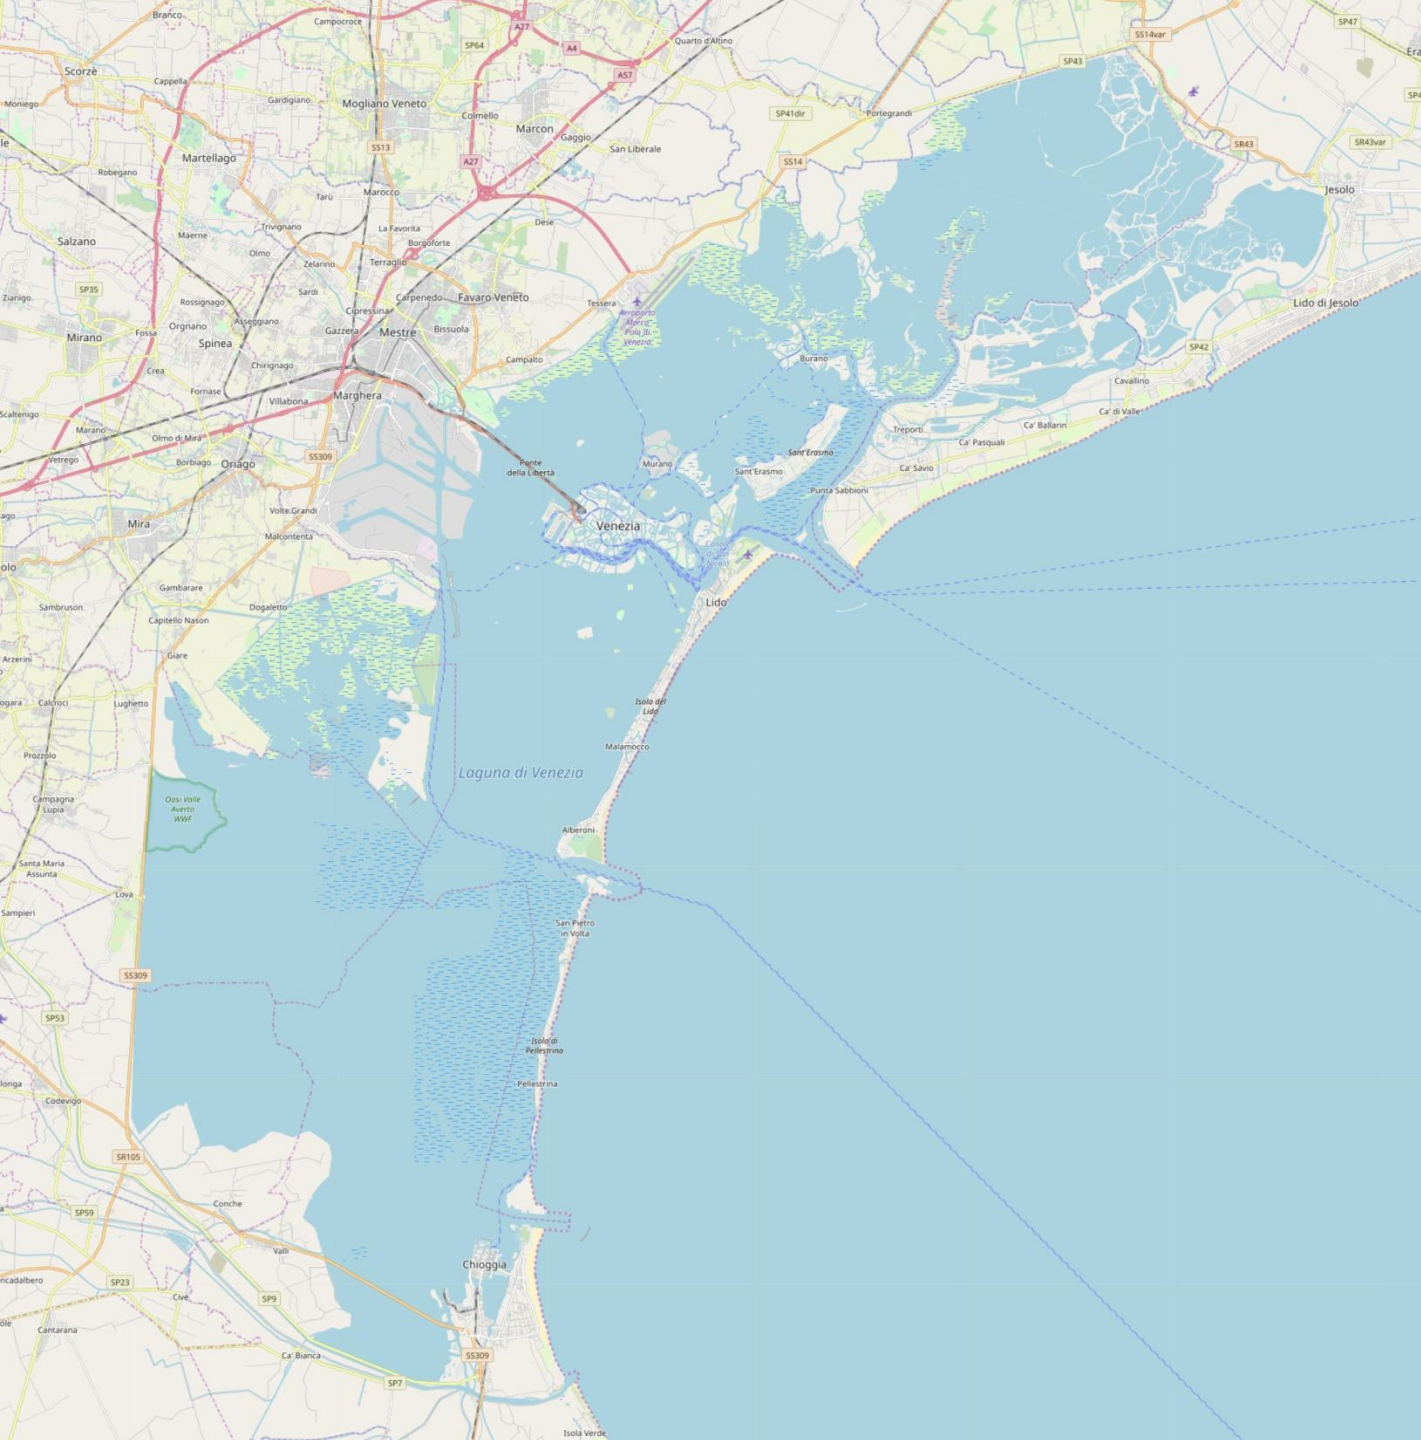 Branco
Campocroce
A27
SP64
A4
Quarto d'Altino
SP47
SS14var
Scorzè
Cappella
A57
SP43
Moniego
Gardigiano
Mogliano Veneto
Colmello
SP41dir
Portegrandi
Marcon
Gaggio
SS13
San Liberale
SR43
SR43var
Martellago
A27
SS14
Robegano
Tarù
Marocco
Jesolo
Trivignano
La Favorita
Dese
Salzano
Maerne
Borgoforte
Olmo
Zelarino
Terraglio
SP35
Zianigo
Rossignago
Sardi
Carpenedo
Favaro Veneto
Tessera
Lido di Jesolo
Cipressina
Aeroporto
Marco
Polo di
Venezia
Orgnano
Asseggiano
Gazzera
Mestre
Bissuola
Mirano
Fossa
Spinea
SP42
Chirignago
Campalto
Burano
Crea
Cavallino
Fornase
Marghera
Villabona
Scaltenigo
Ca' di Valle
Marano
Ca' Ballarin
Olmo di Mira
Treporti
Ca' Pasquali
Vetrego
Borbiago
Oriago
SS309
Ponte
della Libertà
Murano
Sant'Erasmo
Sant'Erasmo
Ca' Savio
Punta Sabbioni
Volte Grandi
Mira
Venezia
Malcontenta
Gambarare
Lido
Sambruson
Dogaletto
Capitello Nason
Arzerini
Giare
Calcroci
Lughetto
Isola del
Lido
Malamocco
Prozzolo
Laguna di Venezia
Campagna
Lupia
Oasi Valle
Averto
WWF
Alberoni
Santa Maria
Assunta
Lova
Sampieri
San Pietro
in Volta
SS309
SP53
Isola di
Pellestrina
Pellestrina
Codevigo
SR105
Conche
SP59
Valli
Chioggia
SP23
Cive
SP9
Cantarana
Ca' Bianca
SS309
SP7
Isola Verde